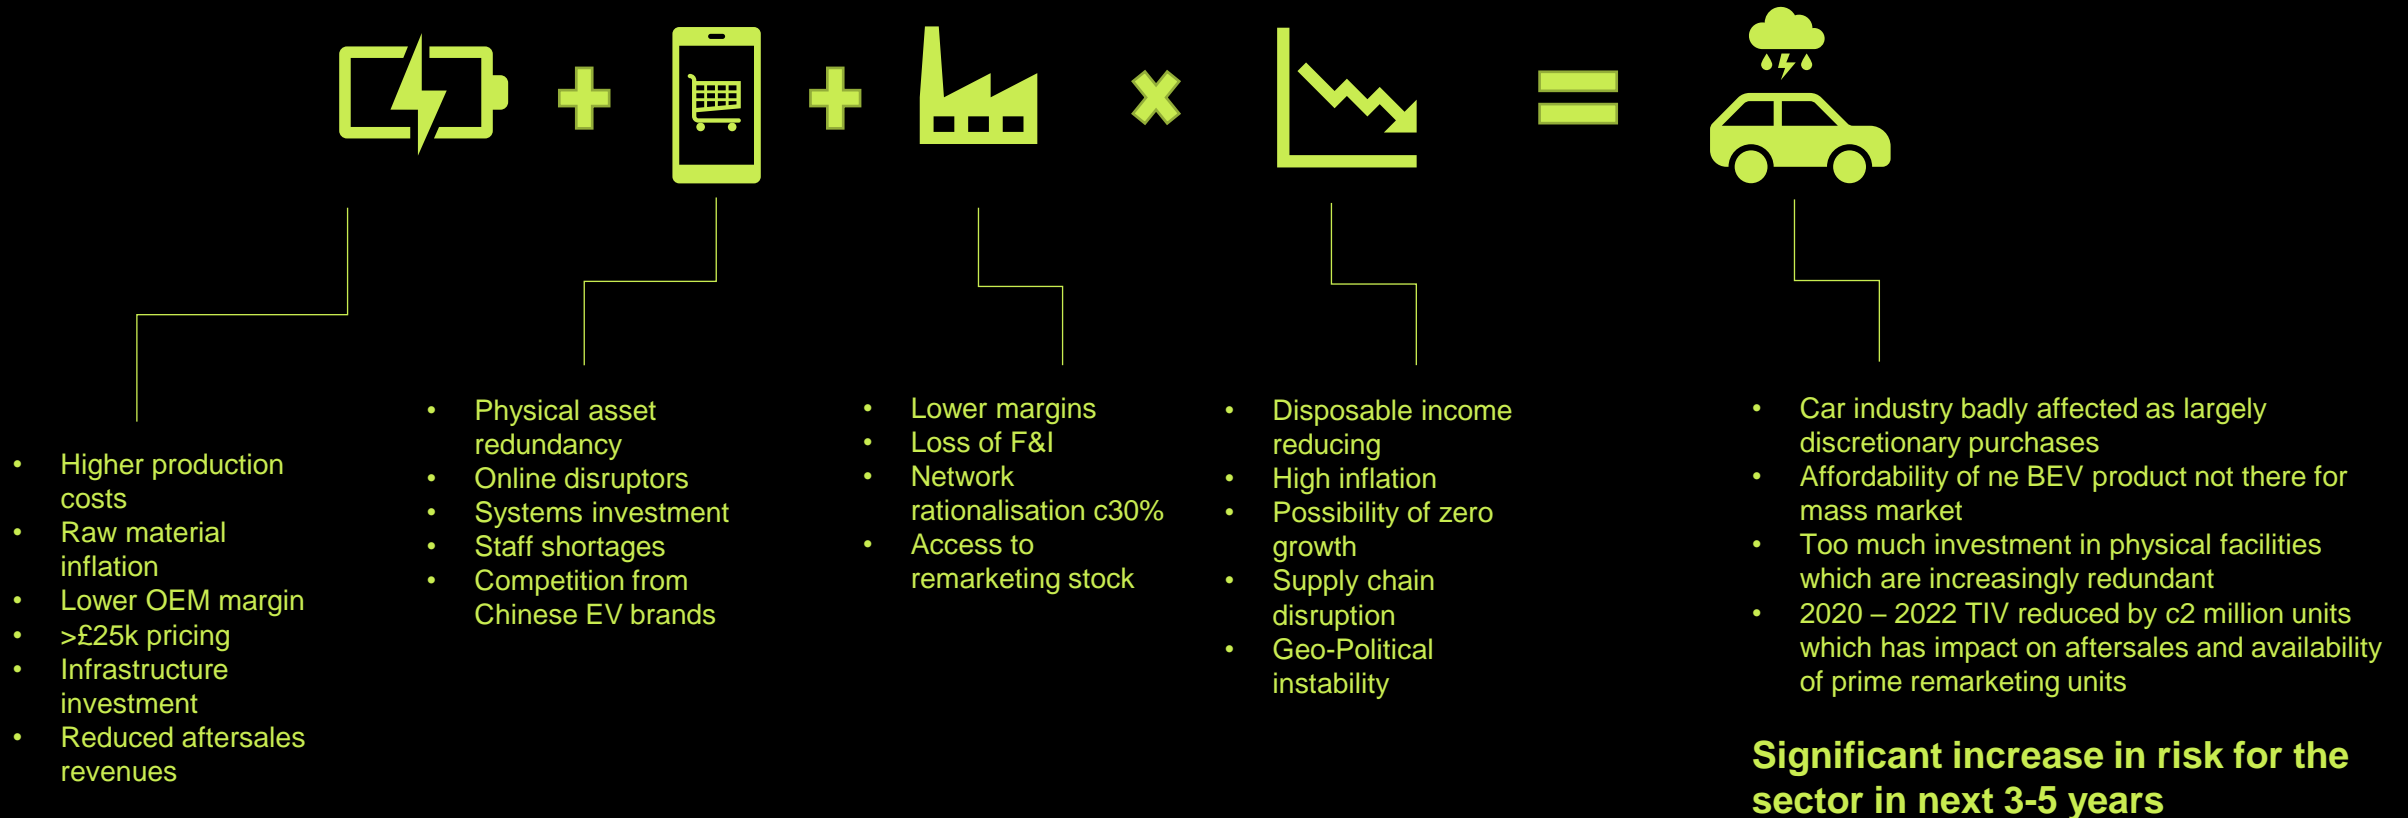 • Higher production
costs
• Raw material
inflation
• Lower OEM margin
• >£25k pricing
• Infrastructure
investment
• Reduced aftersales
revenues
• Physical asset
redundancy
• Online disruptors
• Systems investment
• Staff shortages
• Competition from
Chinese EV brands
• Lower margins
• Loss of F&I
• Network
rationalisation c30%
• Access to
remarketing stock
• Disposable income
reducing
• High inflation
• Possibility of zero
growth
• Supply chain
disruption
• Geo-Political
instability
• Car industry badly affected as largely
discretionary purchases
• Affordability of ne BEV product not there for
mass market
• Too much investment in physical facilities
which are increasingly redundant
• 2020 – 2022 TIV reduced by c2 million units
which has impact on aftersales and availability
of prime remarketing units
Significant increase in risk for the
sector in next 3-5 years